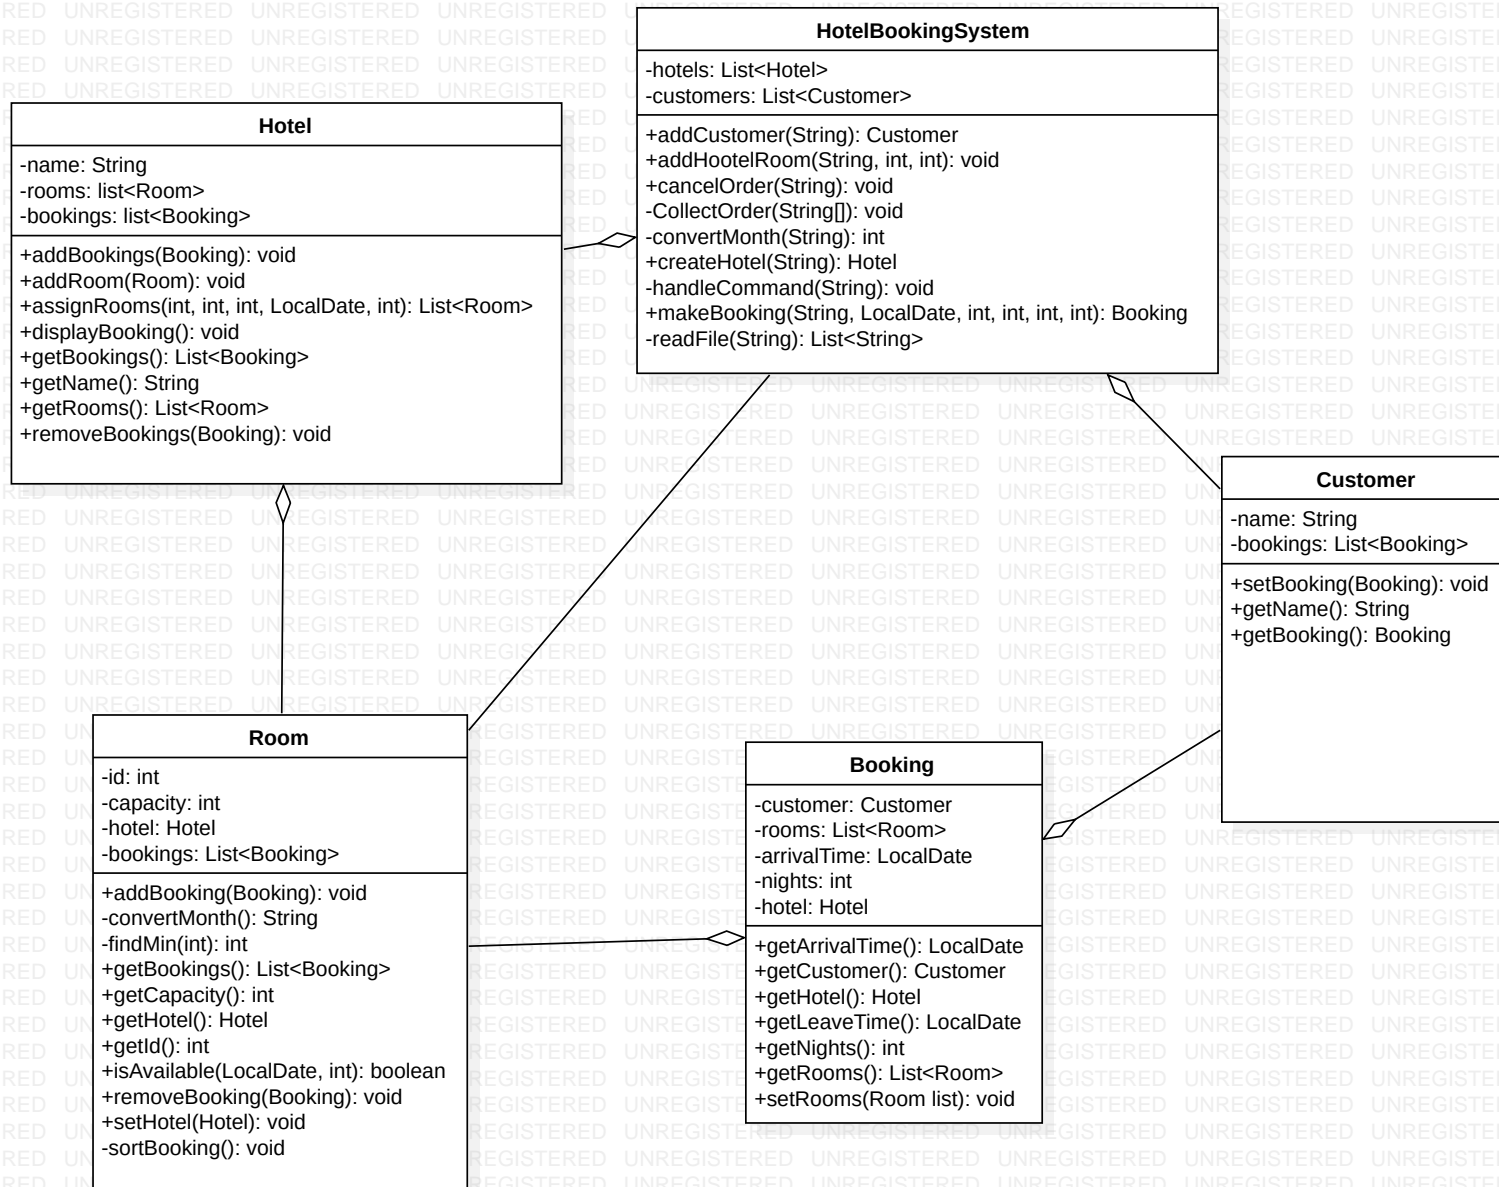 HotelBookingSystem
-hotels: List<Hotel>
-customers: List<Customer>
+addCustomer(String): Customer
+addHootelRoom(String, int, int): void
+cancelOrder(String): void
-CollectOrder(String[]): void
-convertMonth(String): int
+createHotel(String): Hotel
-handleCommand(String): void
+makeBooking(String, LocalDate, int, int, int, int): Booking
-readFile(String): List<String>
Hotel
-name: String
-rooms: list<Room>
-bookings: list<Booking>
+addBookings(Booking): void
+addRoom(Room): void
+assignRooms(int, int, int, LocalDate, int): List<Room>
+displayBooking(): void
+getBookings(): List<Booking>
+getName(): String
+getRooms(): List<Room>
+removeBookings(Booking): void
Customer
-name: String
-bookings: List<Booking>
+setBooking(Booking): void
+getName(): String
+getBooking(): Booking
Room
-id: int
-capacity: int
-hotel: Hotel
-bookings: List<Booking>
+addBooking(Booking): void
-convertMonth(): String
-findMin(int): int
+getBookings(): List<Booking>
+getCapacity(): int
+getHotel(): Hotel
+getId(): int
+isAvailable(LocalDate, int): boolean
+removeBooking(Booking): void
+setHotel(Hotel): void
-sortBooking(): void
Booking
-customer: Customer
-rooms: List<Room>
-arrivalTime: LocalDate
-nights: int
-hotel: Hotel
+getArrivalTime(): LocalDate
+getCustomer(): Customer
+getHotel(): Hotel
+getLeaveTime(): LocalDate
+getNights(): int
+getRooms(): List<Room>
+setRooms(Room list): void
UNREGISTERED